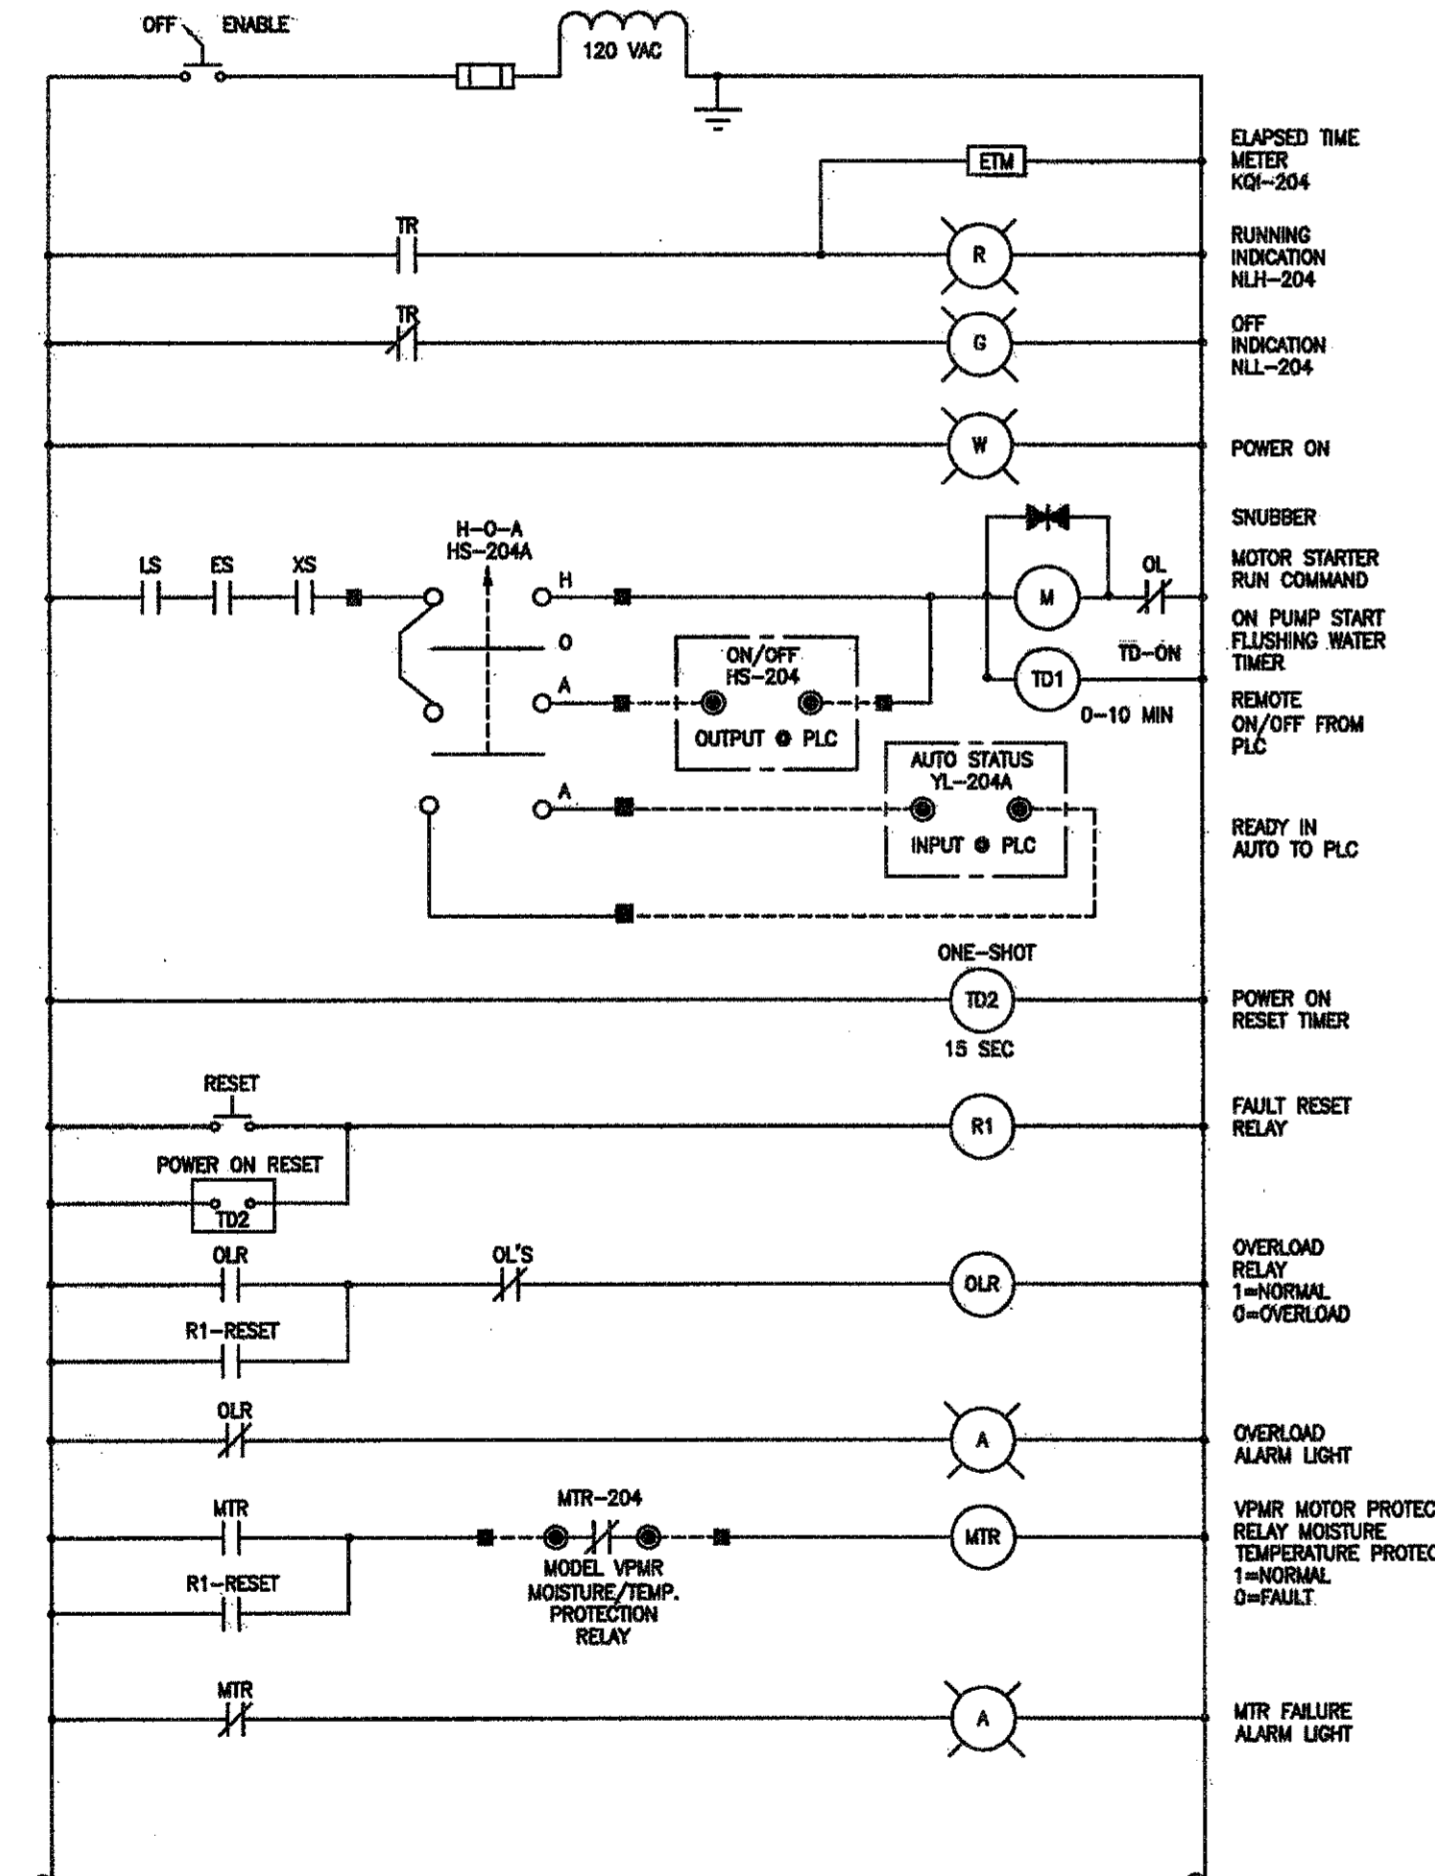 OFF ENABLE
120 VAC
ETM
ELAPSED TIME
METER
KQI-204
TR
R
RUNNING
INDICATION
NLH-204
TR
G
OFF
INDICATION
NLL-204
W
POWER ON
H-O-A
HS-204A
SNUBBER
LS ES XS
H
M
OL
MOTOR STARTER
RUN COMMAND
O
ON/OFF
HS-204
TD-ON
ON PUMP START
FLUSHING WATER
TIMER
A
TD1
0-10 MIN
OUTPUT @ PLC
REMOTE
ON/OFF FROM
PLC
A
AUTO STATUS
YL-204A
INPUT @ PLC
READY IN
AUTO TO PLC
ONE-SHOT
TD2
15 SEC
POWER ON
RESET TIMER
RESET
R1
FAULT RESET
RELAY
POWER ON RESET
TD2
OLR
OL'S
OLR
OVERLOAD
RELAY
1=NORMAL
0=OVERLOAD
R1-RESET
OLR
A
OVERLOAD
ALARM LIGHT
MTR
MTR-204
MODEL VPMR
MOISTURE/TEMP.
PROTECTION
RELAY
MTR
VPMR MOTOR PROTEC
RELAY MOISTURE
TEMPERATURE PROTEC
1=NORMAL
0=FAULT
R1-RESET
MTR
A
MTR FAILURE
ALARM LIGHT